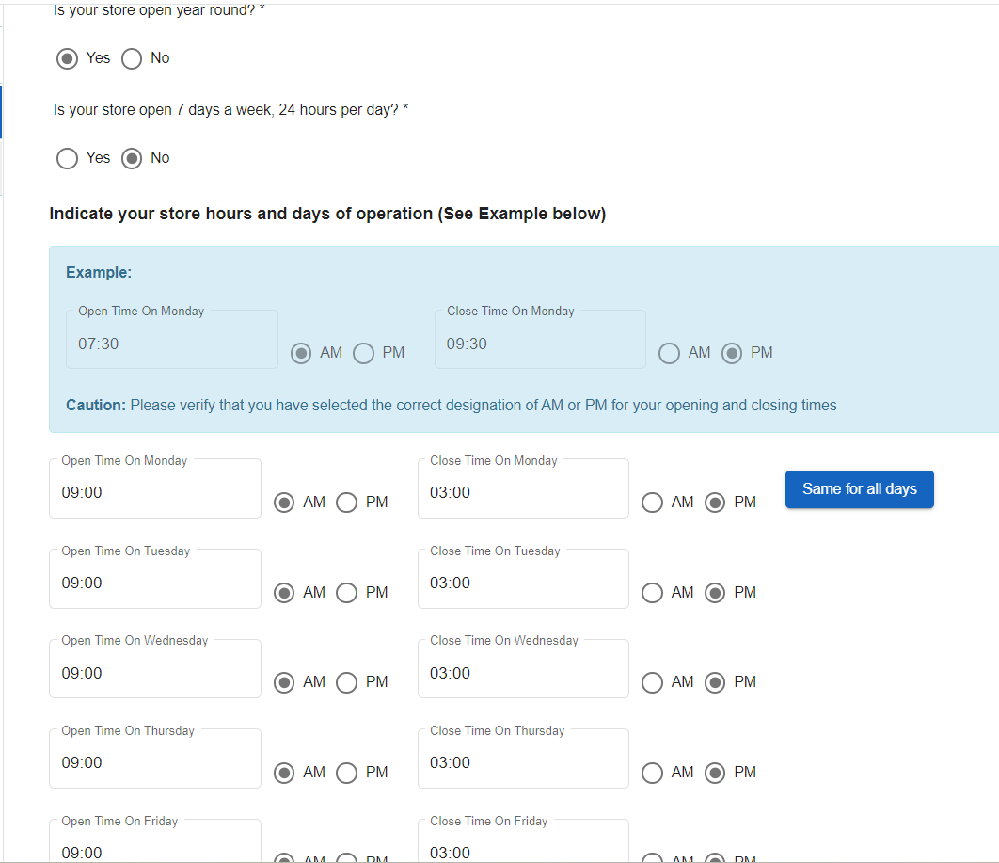 Is your store open year round? *
Yes No
Is your store open 7 days a week, 24 hours per day? *
Yes No
Indicate your store hours and days of operation (See Example below)
Example:
Open Time On Monday Close Time On Monday
07:30 AM PM 09:30 AM PM
Caution: Please verify that you have selected the correct designation of AM or PM for your opening and closing times
Open Time On Monday Close Time On Monday
09:00 AM PM 03:00 AM PM Same for all days
Open Time On Tuesday Close Time On Tuesday
09:00 AM PM 03:00 AM PM
Open Time On Wednesday Close Time On Wednesday
09:00 AM PM 03:00 AM PM
Open Time On Thursday Close Time On Thursday
09:00 AM PM 03:00 AM PM
Open Time On Friday Close Time On Friday
09:00 AM PM 03:00 AM PM